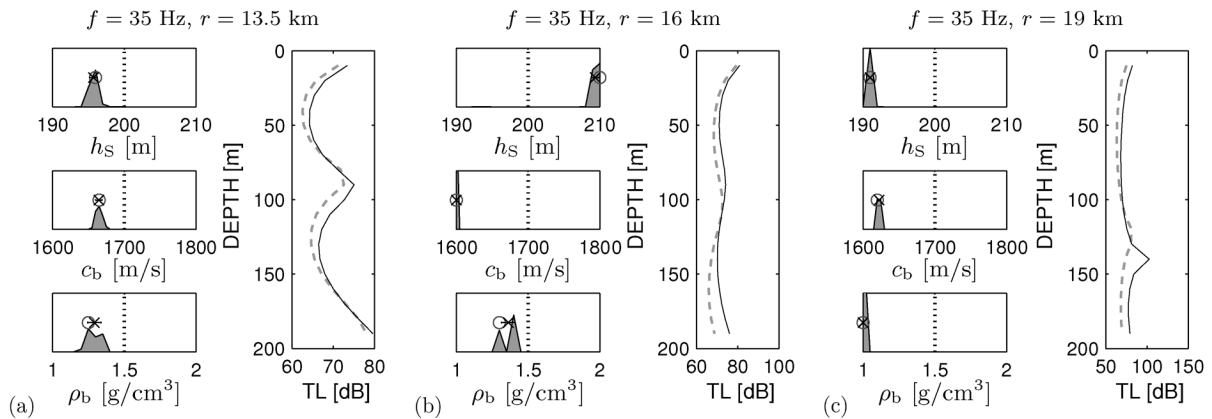 f = 35 Hz, r = 13.5 km
190 200 210
h_S [m]
1600 1700 1800
c_b [m/s]
1 1.5 2
ρ_b [g/cm³]
0
50
100
150
200
DEPTH [m]
60 70 80
TL [dB]
(a)
f = 35 Hz, r = 16 km
190 200 210
h_S [m]
1600 1700 1800
c_b [m/s]
1 1.5 2
ρ_b [g/cm³]
0
50
100
150
200
DEPTH [m]
40 60 80 100
TL [dB]
(b)
f = 35 Hz, r = 19 km
190 200 210
h_S [m]
1600 1700 1800
c_b [m/s]
1 1.5 2
ρ_b [g/cm³]
0
50
100
150
200
DEPTH [m]
50 100 150
TL [dB]
(c)